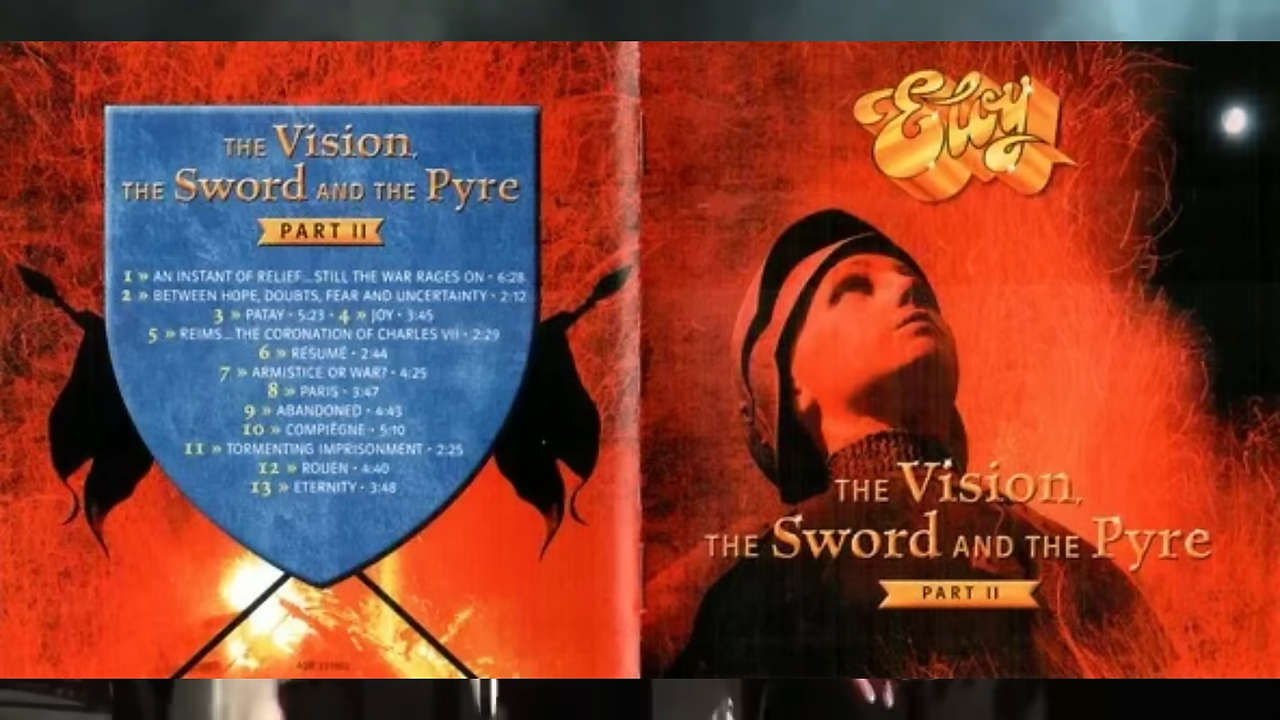 THE Vision,
THE Sword AND THE Pyre
PART II
1 » AN INSTANT OF RELIEF...STILL THE WAR RAGES ON • 6:28
2 » BETWEEN HOPE, DOUBTS, FEAR AND UNCERTAINTY • 2:12
3 » PATAY • 5:23 • 4 » JOY • 3:45
5 » REIMS...THE CORONATION OF CHARLES VII • 2:29
6 » RÉSUMÉ • 2:44
7 » ARMISTICE OR WAR? • 4:25
8 » PARIS • 3:47
9 » ABANDONED • 4:43
10 » COMPIÈGNE • 5:10
11 » TORMENTING IMPRISONMENT • 2:25
12 » ROUEN • 4:40
13 » ETERNITY • 3:48
Eloy
THE Vision,
THE Sword AND THE Pyre
PART II